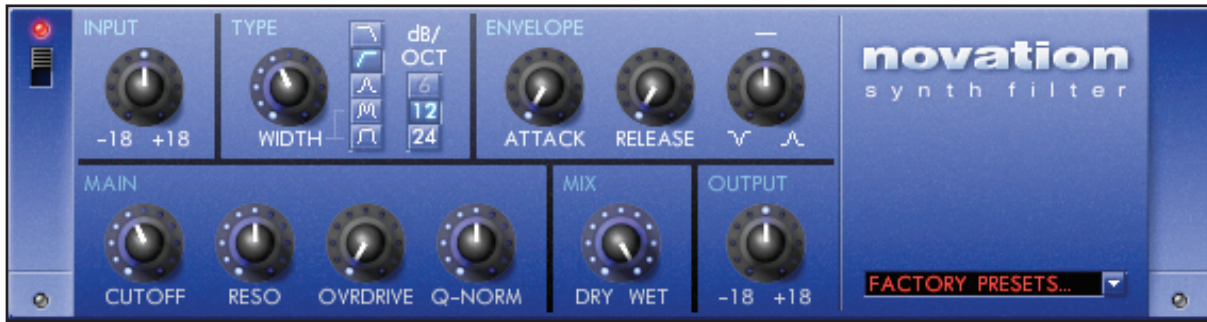 INPUT
-18 +18
TYPE
WIDTH
dB/
OCT
6
12
24
ENVELOPE
ATTACK
RELEASE
novation
synth filter
MAIN
CUTOFF
RESO
OVRDRIVE
Q-NORM
MIX
DRY WET
OUTPUT
-18 +18
FACTORY PRESETS...